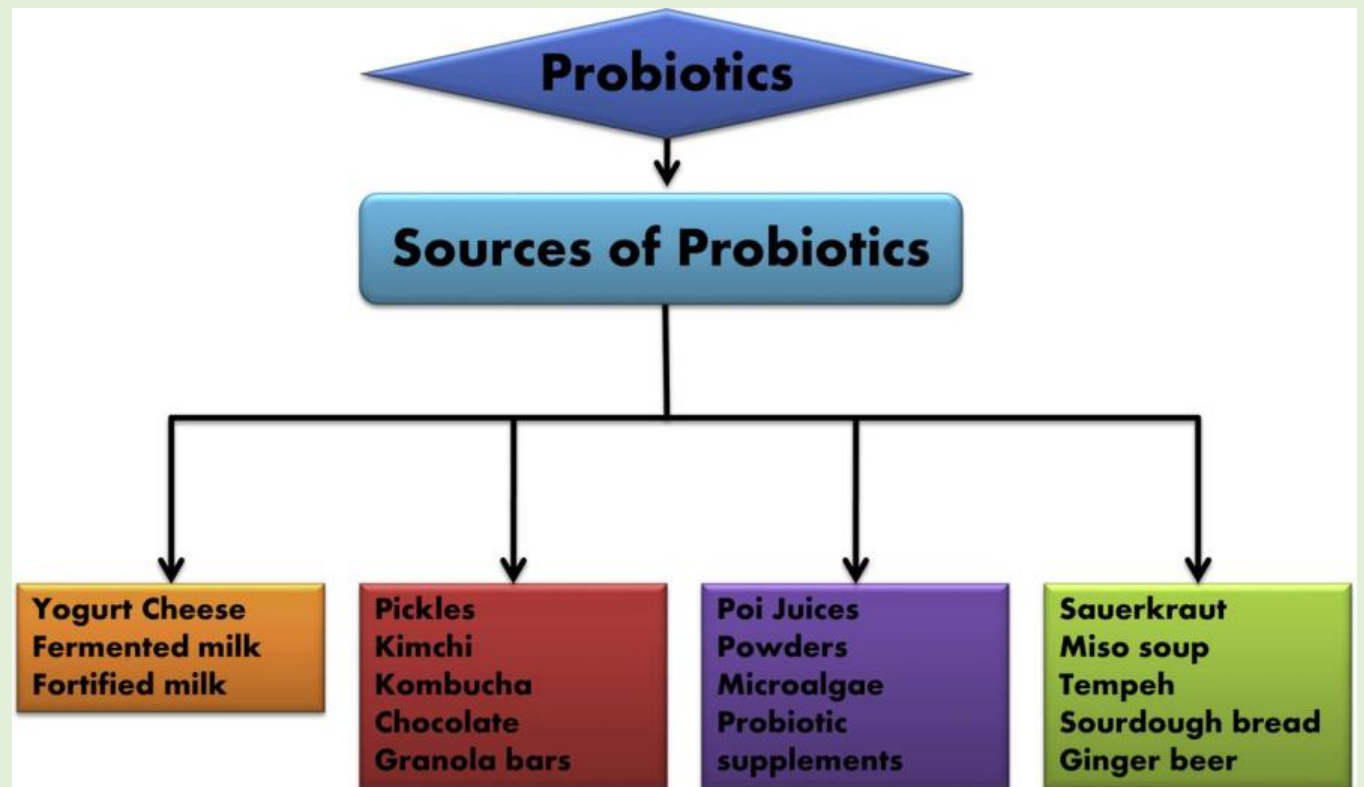 Probiotics
Sources of Probiotics
Yogurt Cheese
Fermented milk
Fortified milk
Pickles
Kimchi
Kombucha
Chocolate
Granola bars
Poi Juices
Powders
Microalgae
Probiotic
supplements
Sauerkraut
Miso soup
Tempeh
Sourdough bread
Ginger beer